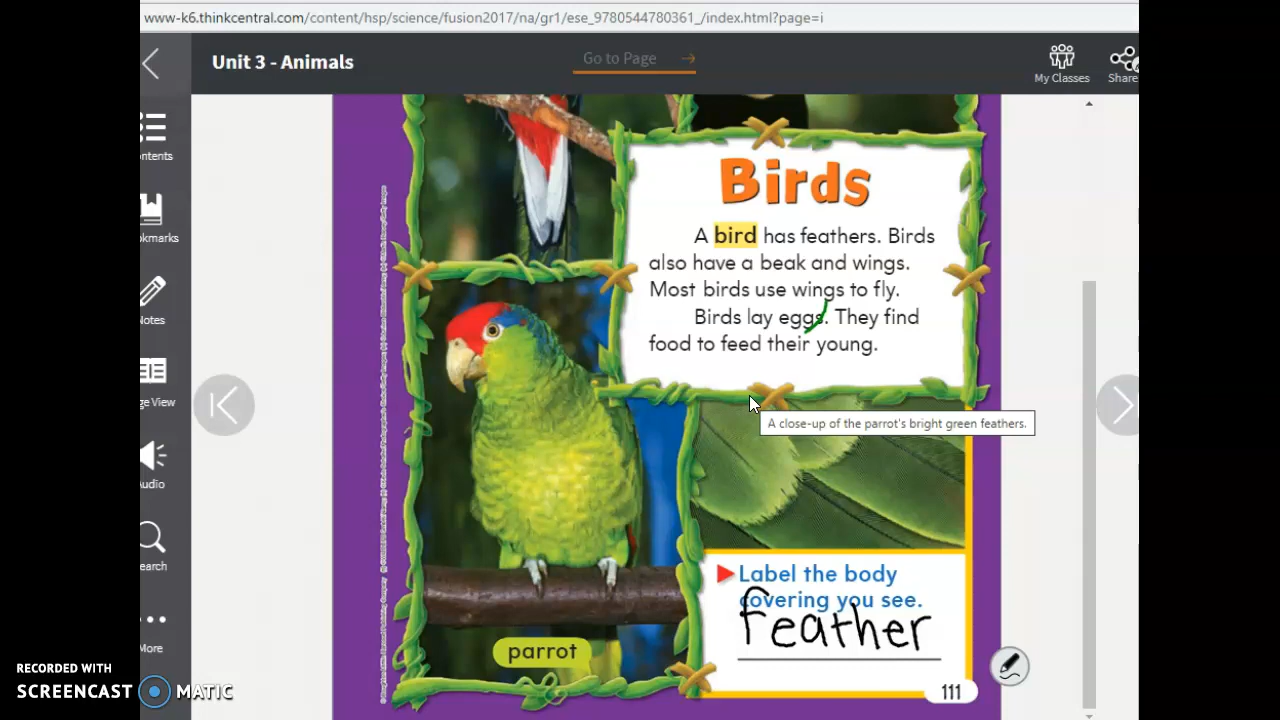 www-k6.thinkcentral.com/content/hsp/science/fusion2017/na/gr1/ese_9780544780361_/index.html?page=i
Unit 3 - Animals
Go to Page
My Classes
Share
ntents
okmarks
Notes
ge View
Audio
earch
More
Birds
A bird has feathers. Birds
also have a beak and wings.
Most birds use wings to fly.
Birds lay eggs. They find
food to feed their young.
A close-up of the parrot's bright green feathers.
Label the body
covering you see.
feather
parrot
111
RECORDED WITH
SCREENCAST MATIC